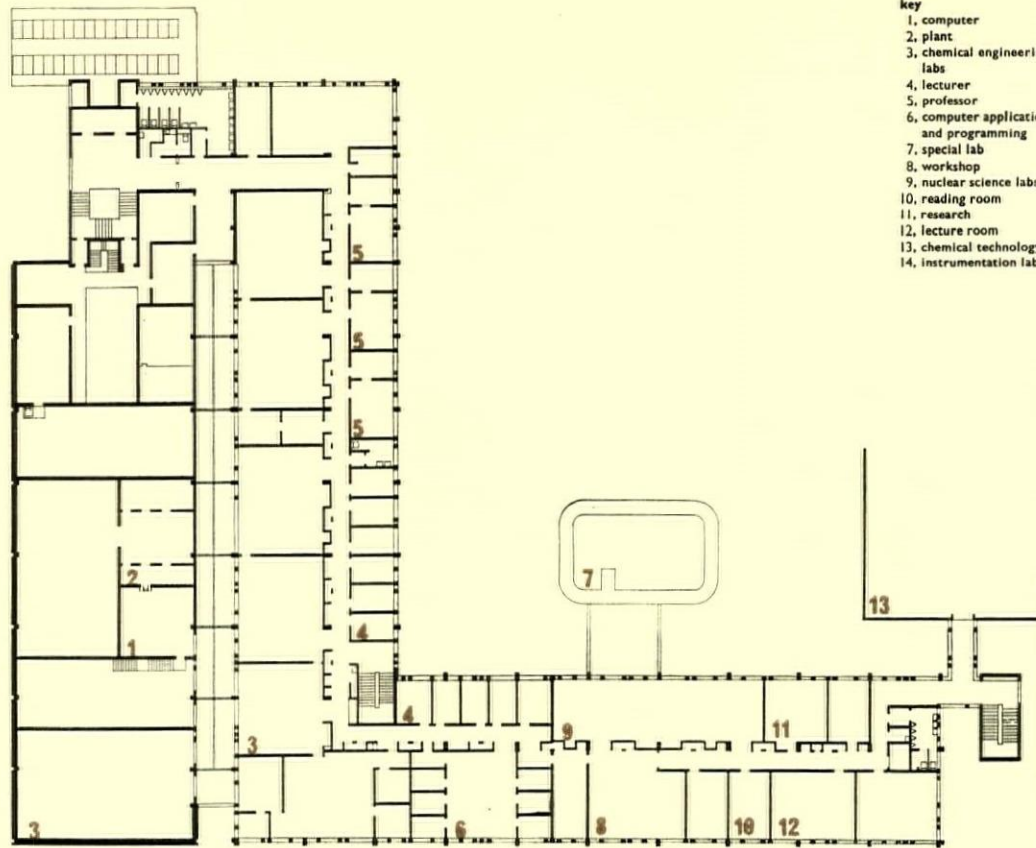 key
1, computer
2, plant
3, chemical engineeri
labs
4, lecturer
5, professor
6, computer applicatio
and programming
7, special lab
8, workshop
9, nuclear science labs
10, reading room
11, research
12, lecture room
13, chemical technology
14, instrumentation lab
5
5
5
2
7
13
4
1
4
3
9
11
3
6
8
10
12